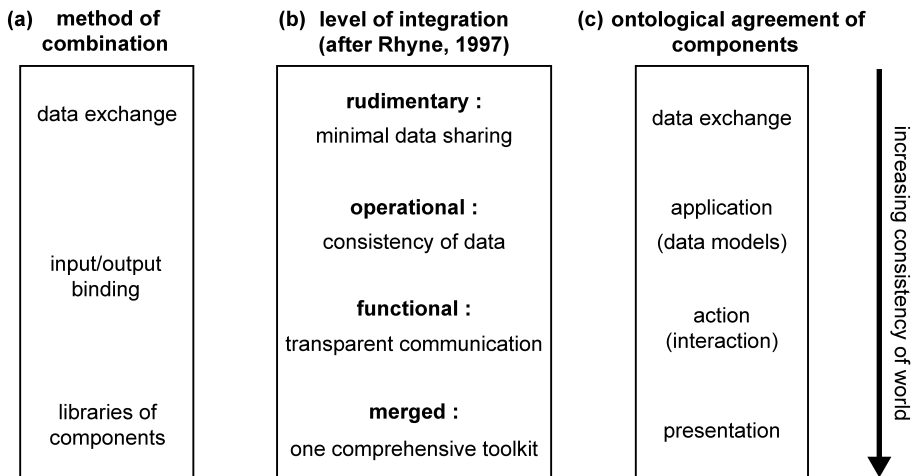 (a) method of
combination
data exchange
input/output
binding
libraries of
components
(b) level of integration
(after Rhyne, 1997)
rudimentary :
minimal data sharing
operational :
consistency of data
functional :
transparent communication
merged :
one comprehensive toolkit
(c) ontological agreement of
components
data exchange
application
(data models)
action
(interaction)
presentation
increasing consistency of world